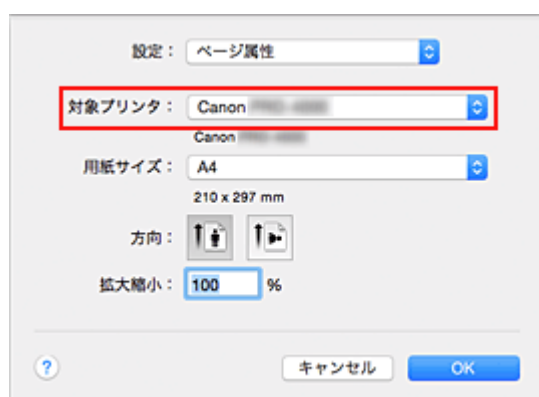 設定： ページ属性
対象プリンタ： Canon
Canon
用紙サイズ： A4
210 x 297 mm
方向：
拡大縮小： 100 %
? キャンセル OK